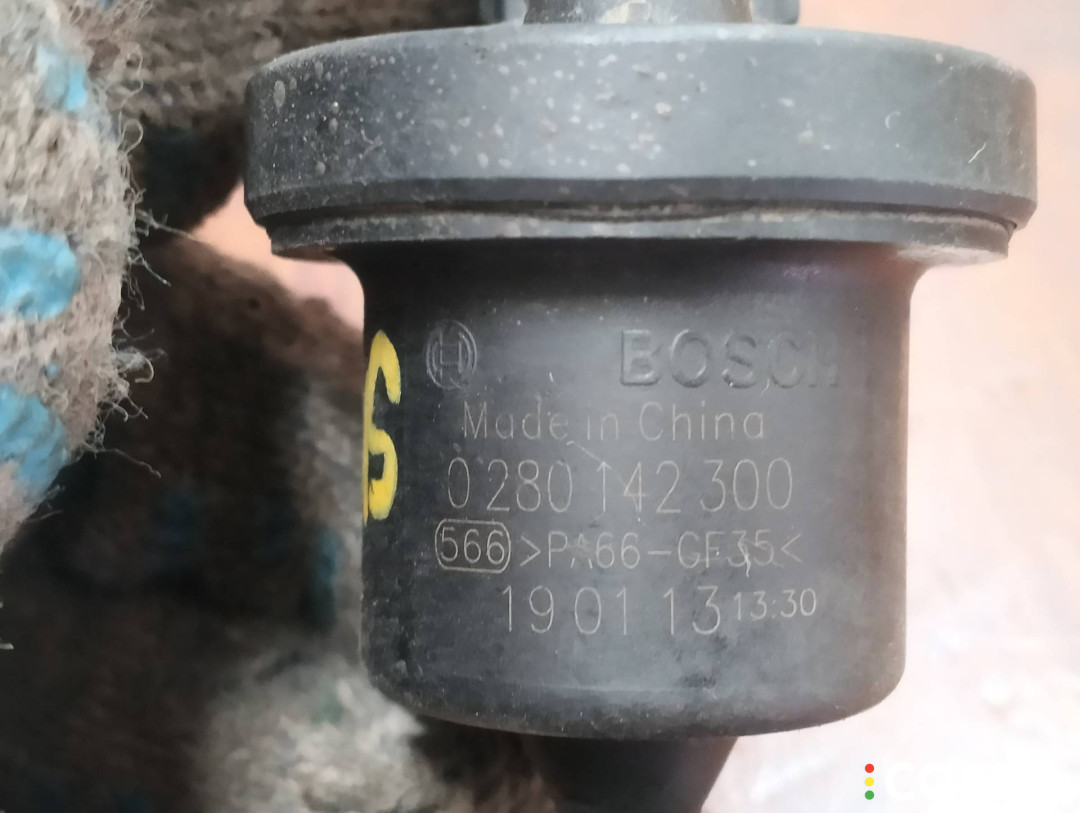 BOSCH
Made in China
0 280 142 300
566 >PA66-GF35<
19 01 13 13:30